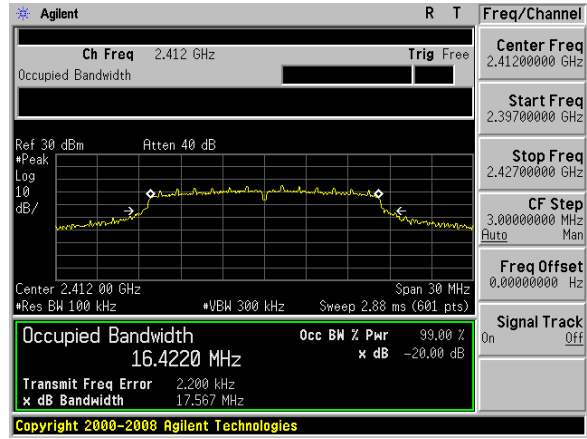 Agilent R T
Freq/Channel
Ch Freq 2.412 GHz Trig Free
Occupied Bandwidth
Center Freq
2.41200000 GHz
Start Freq
2.39700000 GHz
Stop Freq
2.42700000 GHz
CF Step
3.00000000 MHz
Auto Man
Freq Offset
0.00000000 Hz
Signal Track
On Off
Ref 30 dBm Atten 40 dB
#Peak
Log
10
dB/
Center 2.412 00 GHz Span 30 MHz
#Res BW 100 kHz #VBW 300 kHz Sweep 2.88 ms (601 pts)
Occupied Bandwidth Occ BW % Pwr 99.00 %
16.4220 MHz x dB -20.00 dB
Transmit Freq Error 2.200 kHz
x dB Bandwidth 17.567 MHz
Copyright 2000-2008 Agilent Technologies